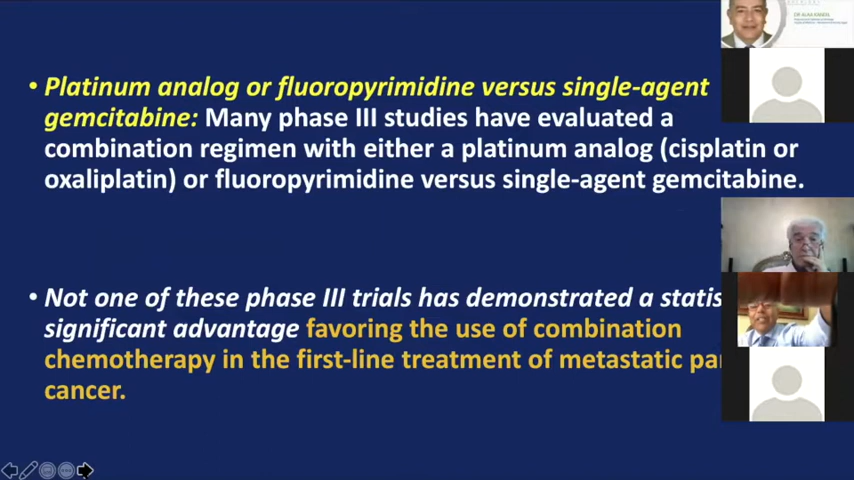 • Platinum analog or fluoropyrimidine versus single-agent
gemcitabine: Many phase III studies have evaluated a
combination regimen with either a platinum analog (cisplatin or
oxaliplatin) or fluoropyrimidine versus single-agent gemcitabine.
• Not one of these phase III trials has demonstrated a statis
significant advantage favoring the use of combination
chemotherapy in the first-line treatment of metastatic pa
cancer.